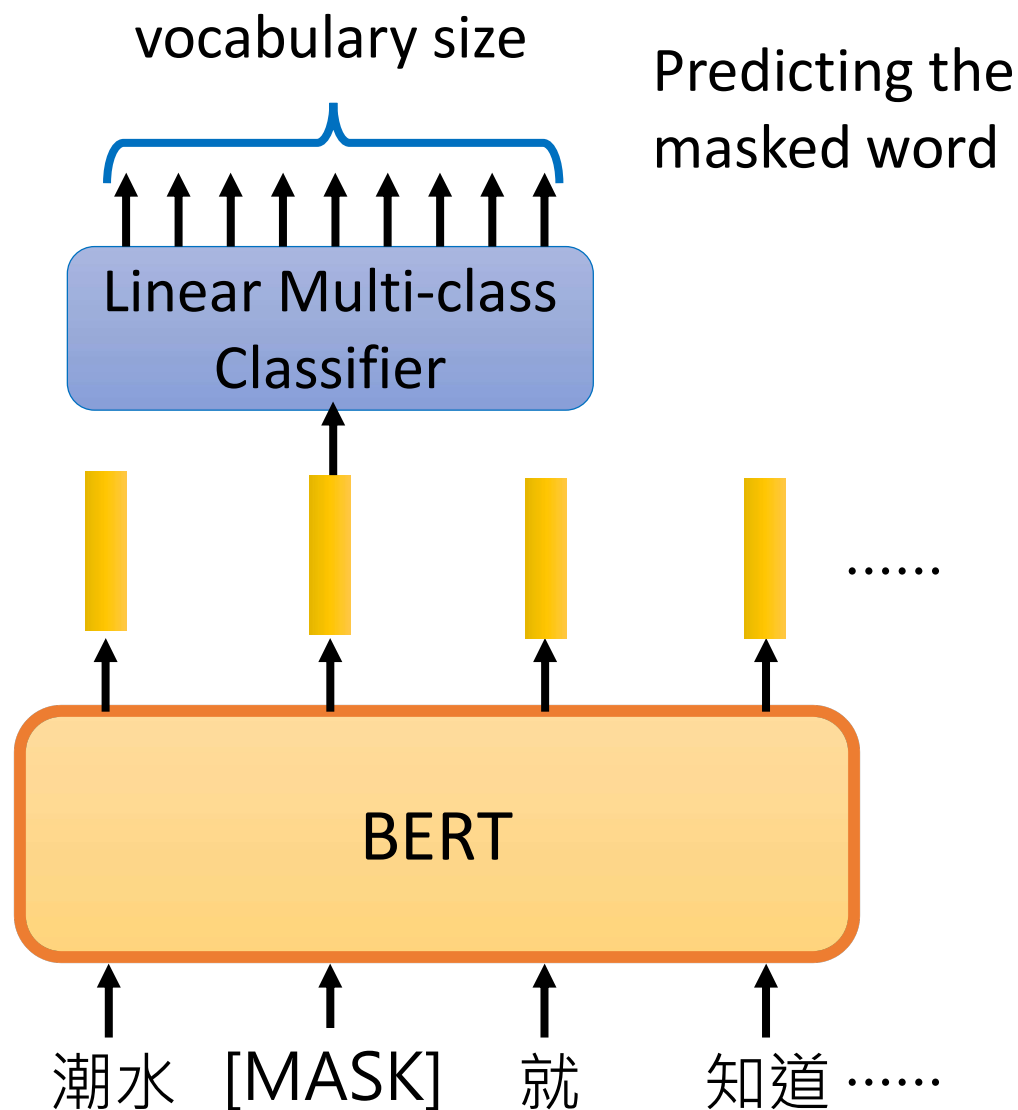 vocabulary size
Predicting the
masked word
Linear Multi-class
Classifier
……
BERT
潮水 [MASK] 就 知道 ……